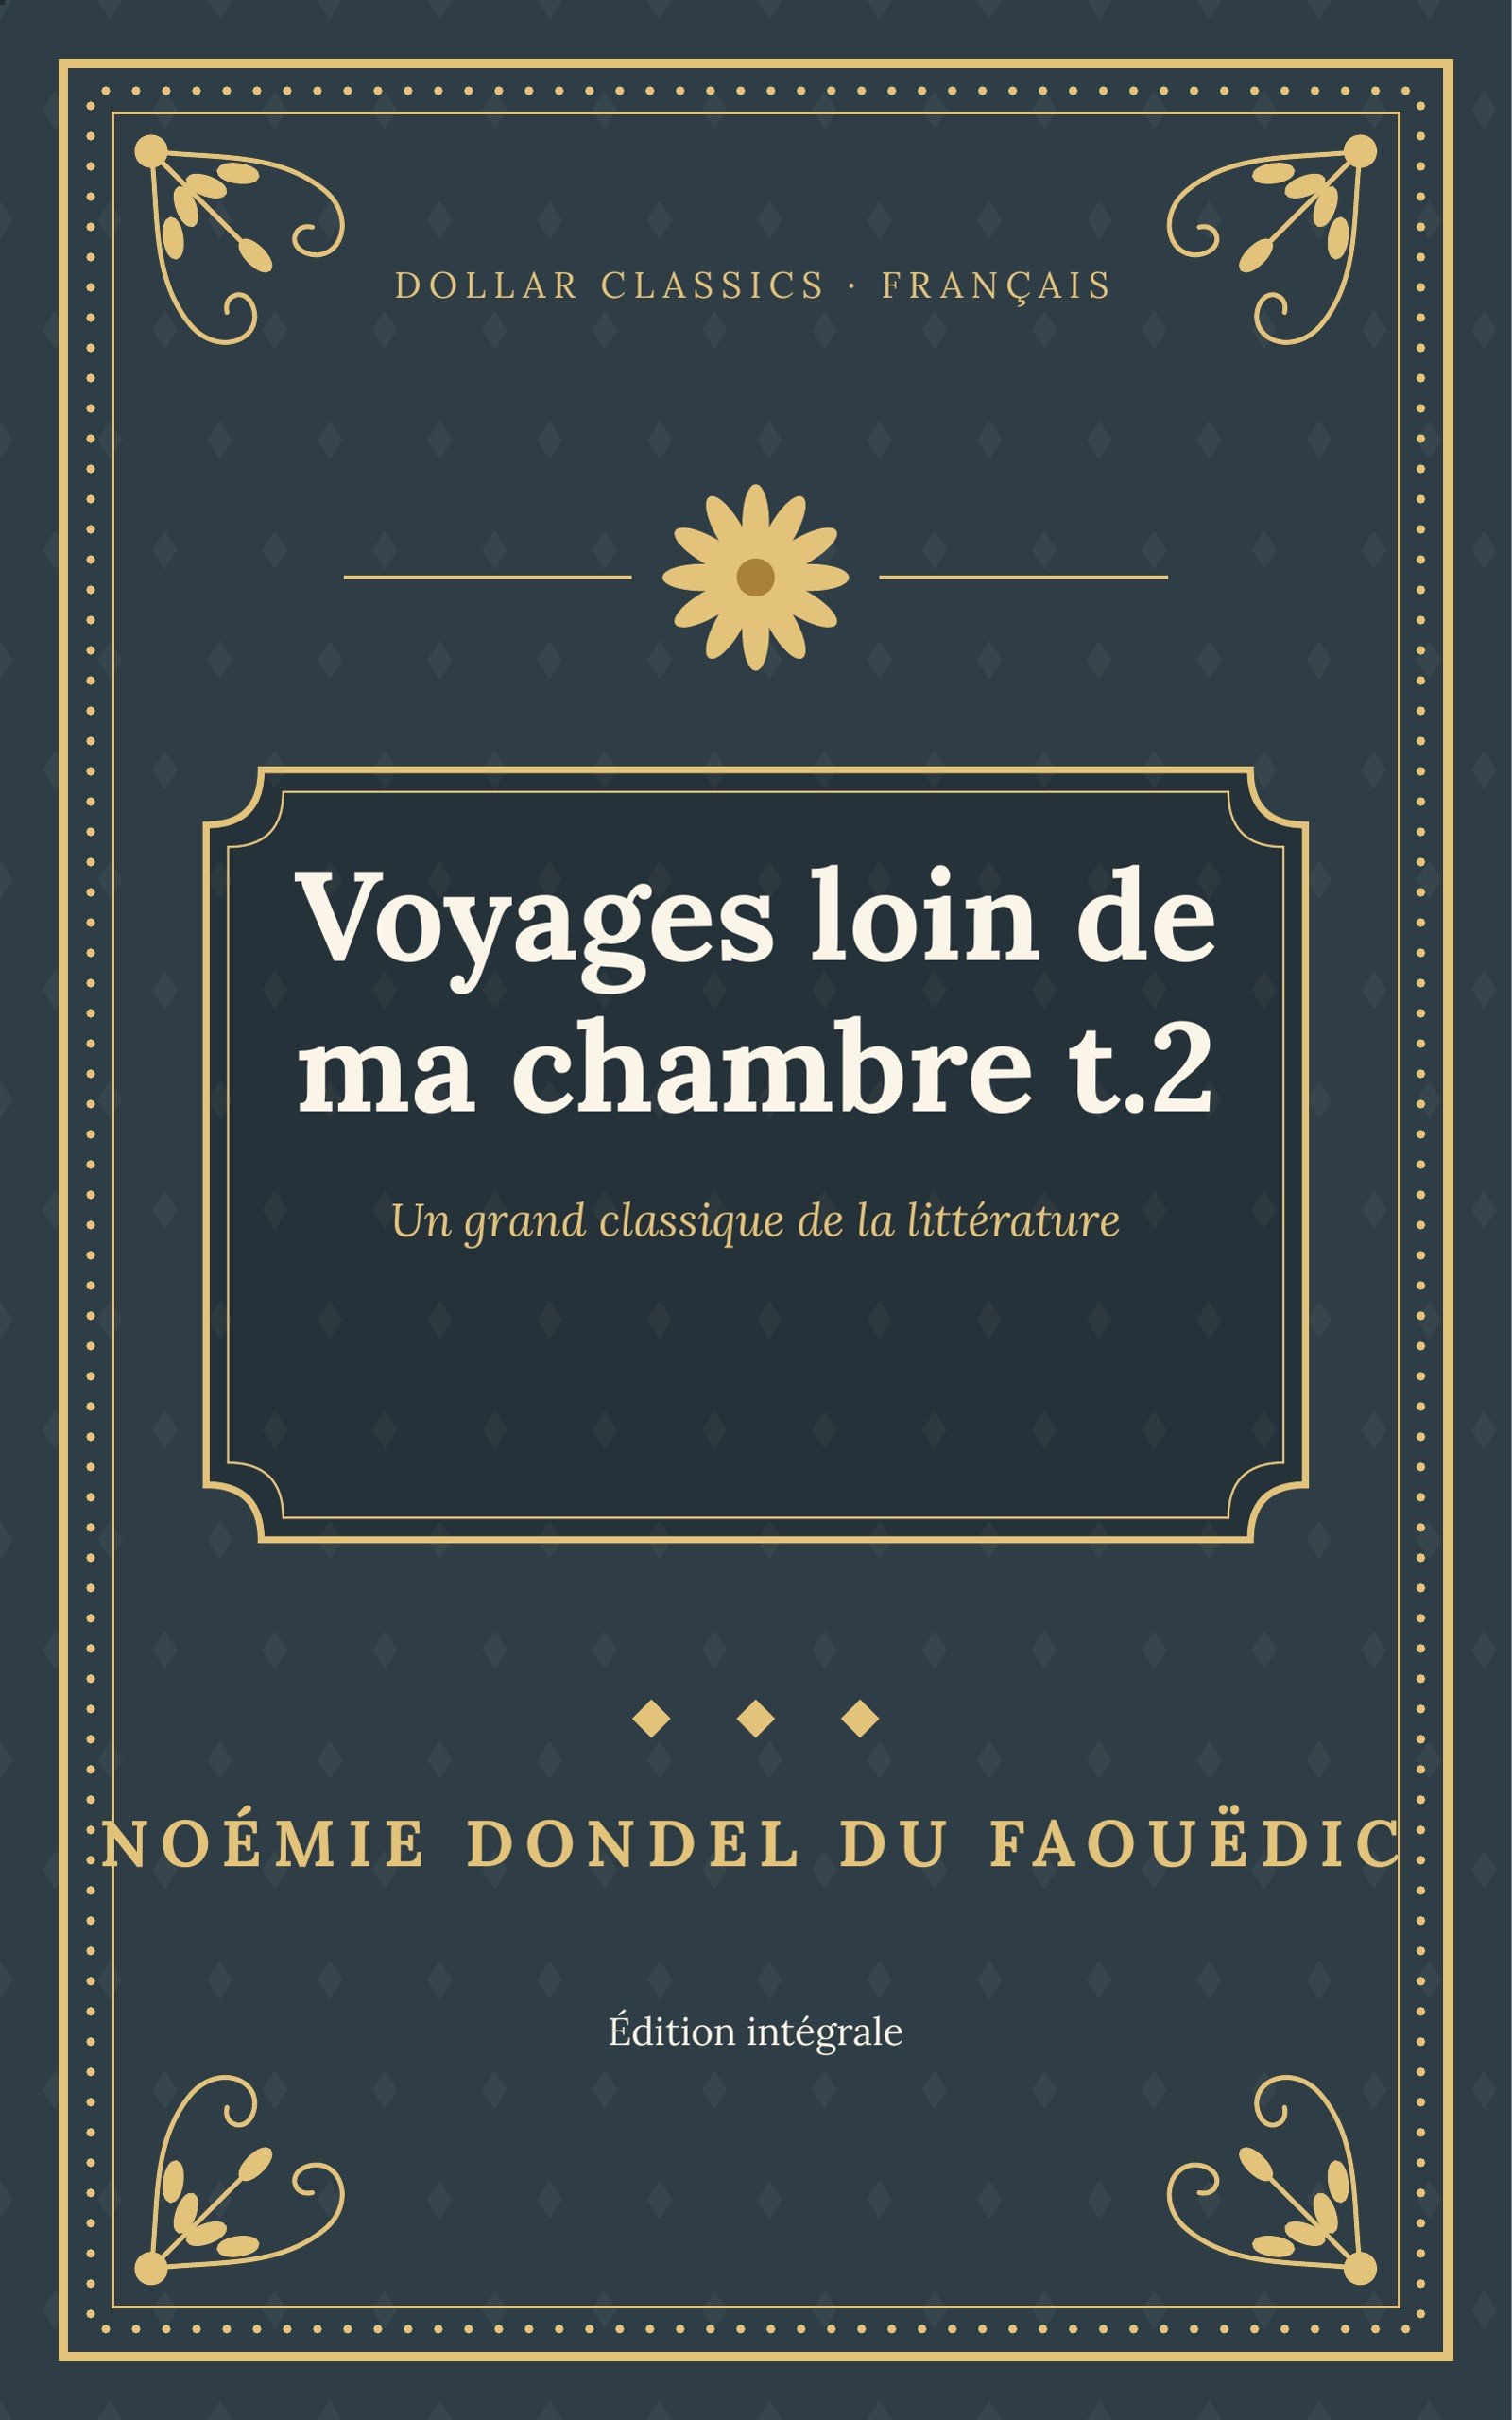 DOLLAR CLASSICS · FRANÇAIS
Voyages loin de
ma chambre t.2
Un grand classique de la littérature
NOÉMIE DONDEL DU FAOUËDIC
Édition intégrale